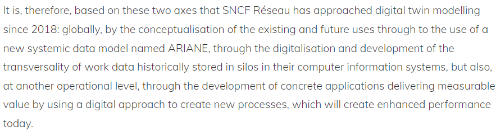 It is, therefore, based on these two axes that SNCF Réseau has approached digital twin modelling
since 2018: globally, by the conceptualisation of the existing and future uses through to the use of a
new systemic data model named ARIANE, through the digitalisation and development of the
transversality of work data historically stored in silos in their computer information systems, but also,
at another operational level, through the development of concrete applications delivering measurable
value by using a digital approach to create new processes, which will create enhanced performance
today.